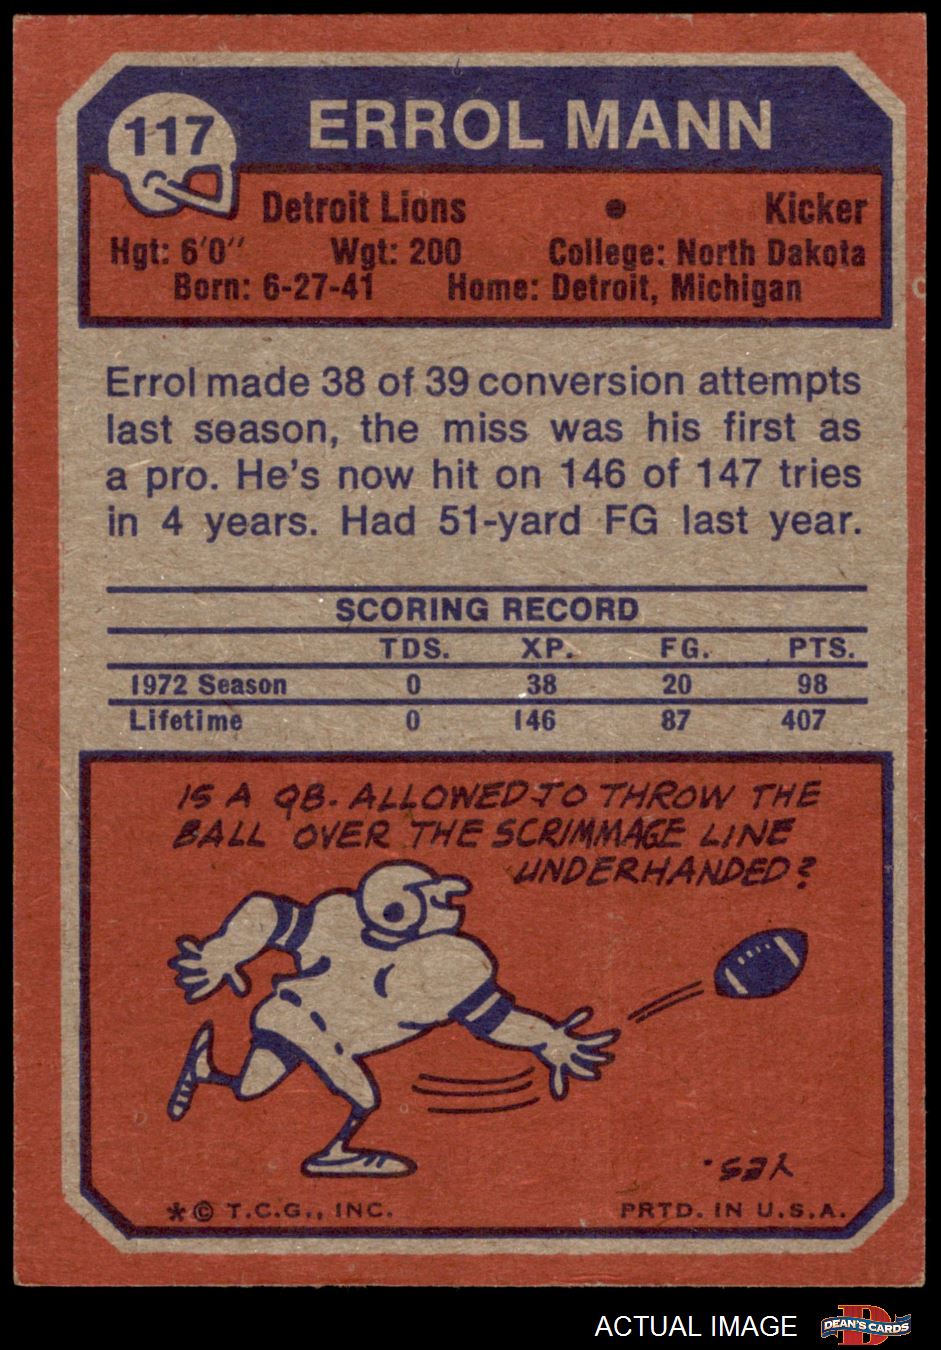 117
ERROL MANN
Detroit Lions • Kicker
Hgt: 6'0" Wgt: 200 College: North Dakota
Born: 6-27-41 Home: Detroit, Michigan
Errol made 38 of 39 conversion attempts
last season, the miss was his first as
a pro. He's now hit on 146 of 147 tries
in 4 years. Had 51-yard FG last year.
SCORING RECORD
TDS. XP. FG. PTS.
1972 Season 0 38 20 98
Lifetime 0 146 87 407
IS A QB. ALLOWED TO THROW THE
BALL OVER THE SCRIMMAGE LINE
UNDERHANDED?
YES.
*© T.C.G., INC. PRTD. IN U.S.A.
ACTUAL IMAGE
D
DEAN'S CARDS